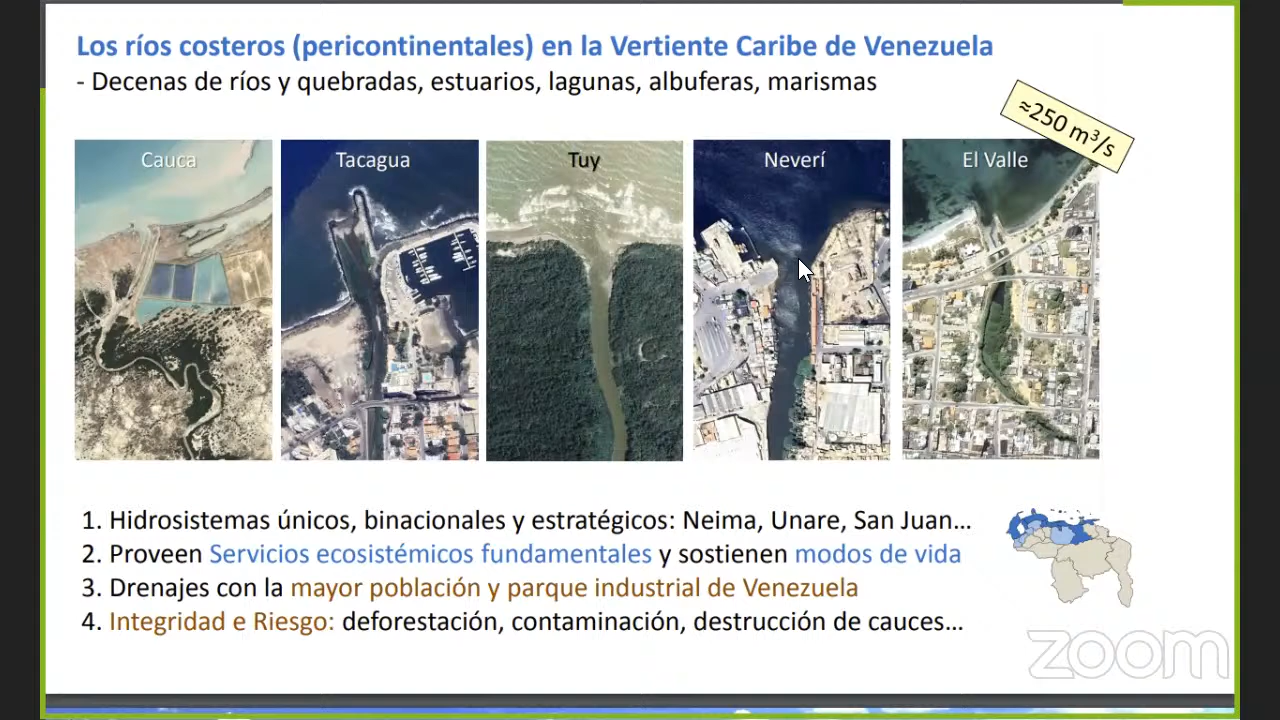 Los ríos costeros (pericontinentales) en la Vertiente Caribe de Venezuela
- Decenas de ríos y quebradas, estuarios, lagunas, albuferas, marismas
≈250 m³/s
Cauca
Tacagua
Tuy
Neverí
El Valle
1. Hidrosistemas únicos, binacionales y estratégicos: Neima, Unare, San Juan...
2. Proveen Servicios ecosistémicos fundamentales y sostienen modos de vida
3. Drenajes con la mayor población y parque industrial de Venezuela
4. Integridad e Riesgo: deforestación, contaminación, destrucción de cauces...
zoom